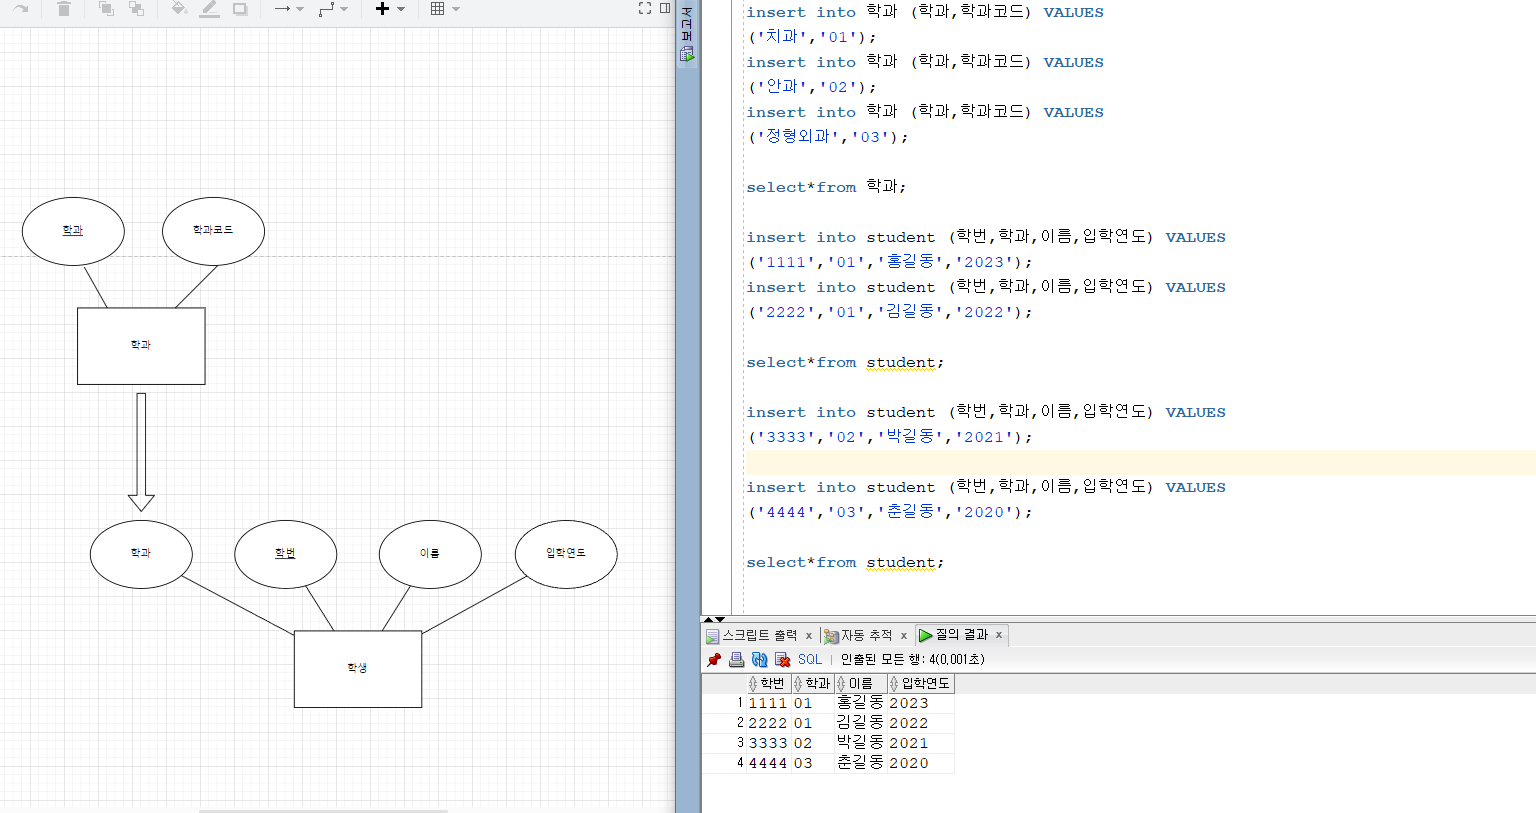 학과 학과코드
학과
학과 학번 이름 입학연도
학생
보고서
insert into 학과 (학과,학과코드) VALUES
('치과','01');
insert into 학과 (학과,학과코드) VALUES
('안과','02');
insert into 학과 (학과,학과코드) VALUES
('정형외과','03');
select*from 학과;
insert into student (학번,학과,이름,입학연도) VALUES
('1111','01','홍길동','2023');
insert into student (학번,학과,이름,입학연도) VALUES
('2222','01','김길동','2022');
select*from student;
insert into student (학번,학과,이름,입학연도) VALUES
('3333','02','박길동','2021');
insert into student (학번,학과,이름,입학연도) VALUES
('4444','03','춘길동','2020');
select*from student;
스크립트 출력 x 자동 추적 x 질의 결과 x
SQL | 인출된 모든 행: 4(0,001초)
학번 학과 이름 입학연도
1 1111 01 홍길동 2023
2 2222 01 김길동 2022
3 3333 02 박길동 2021
4 4444 03 춘길동 2020